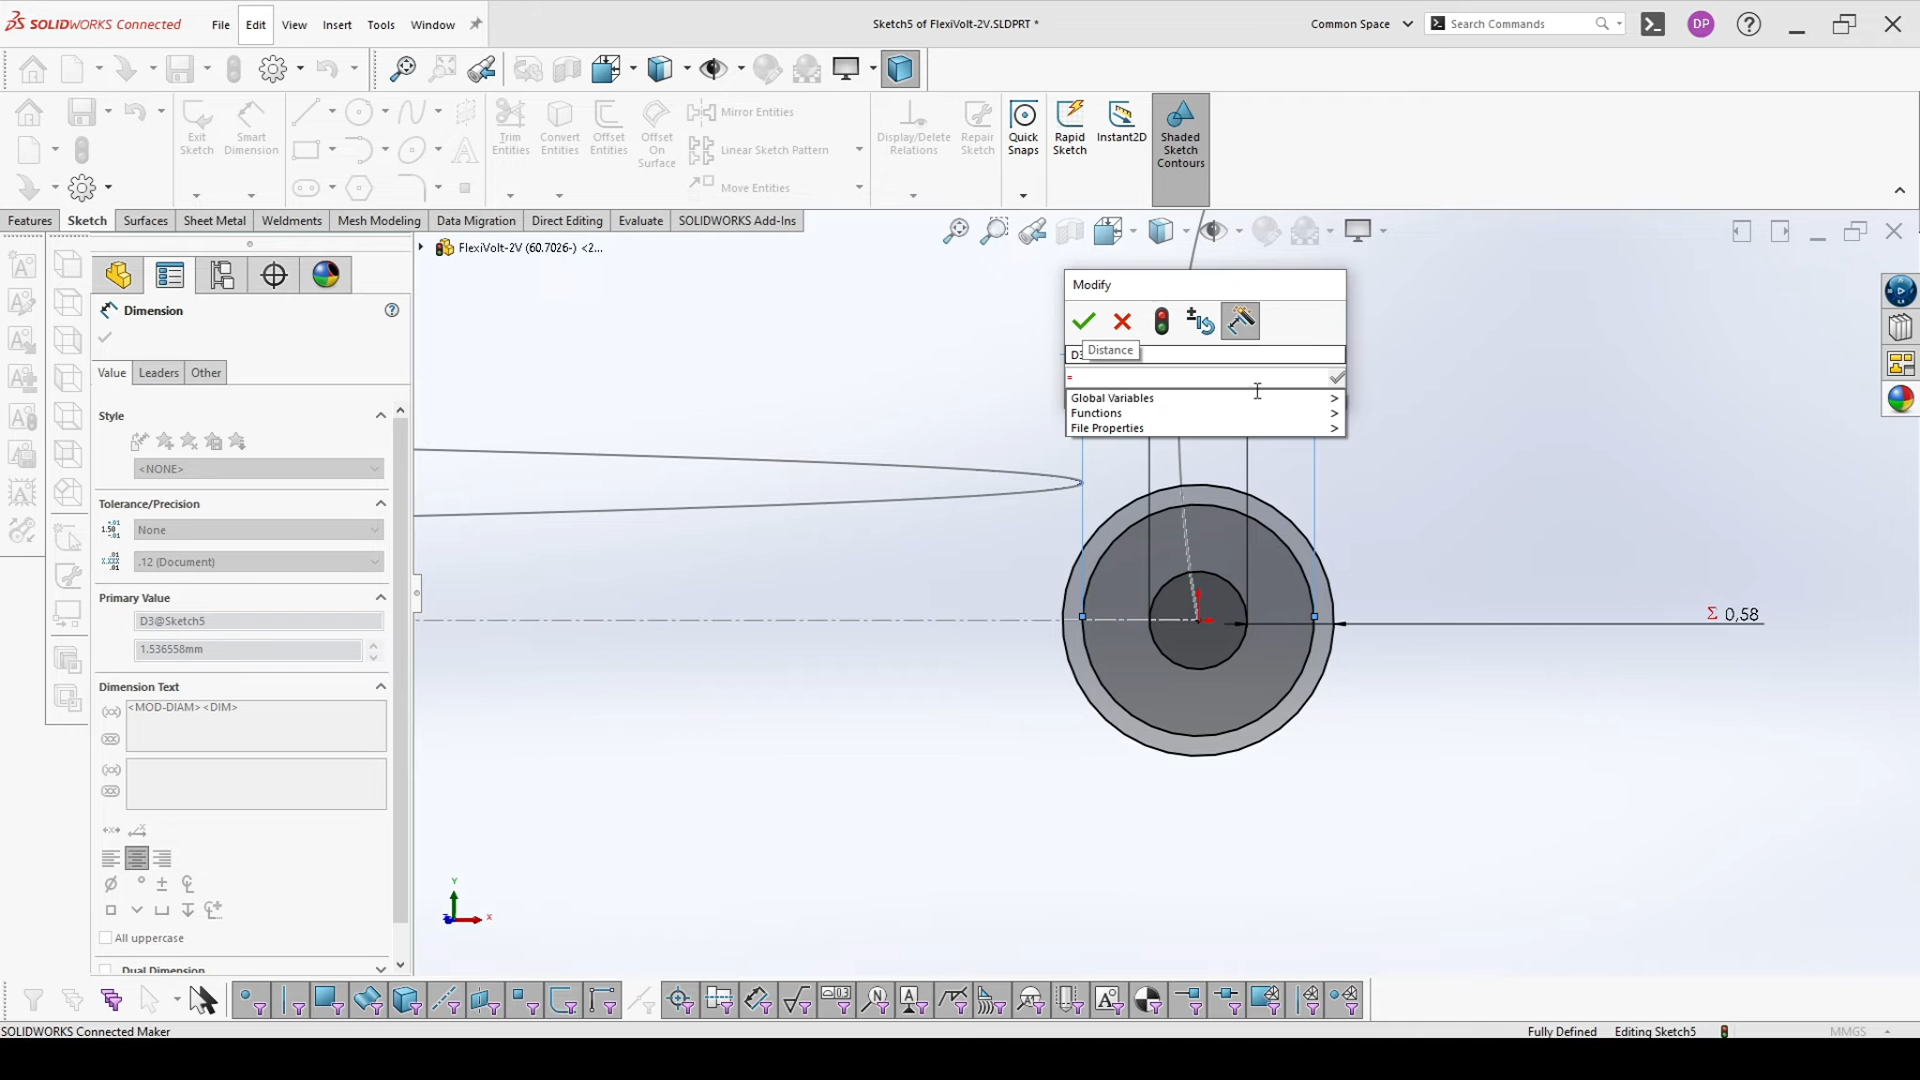 SOLIDWORKS Connected
File Edit View Insert Tools Window
Sketch5 of FlexiVolt-2V.SLDPRT *
Common Space
Search Commands
DP
Exit Sketch
Smart Dimension
Trim Entities
Convert Entities
Offset Entities
Offset On Surface
Mirror Entities
Linear Sketch Pattern
Move Entities
Display/Delete Relations
Repair Sketch
Quick Snaps
Rapid Sketch
Instant2D
Shaded Sketch Contours
Features Sketch Surfaces Sheet Metal Weldments Mesh Modeling Data Migration Direct Editing Evaluate SOLIDWORKS Add-Ins
FlexiVolt-2V (60.7026-) <2...
Dimension
Value Leaders Other
Style
<NONE>
Tolerance/Precision
None
.12 (Document)
Primary Value
D3@Sketch5
1.536558mm
Dimension Text
<MOD-DIAM><DIM>
All uppercase
Dual Dimension
Modify
D3
Distance
=
Global Variables >
Functions >
File Properties >
Σ 0,58
Y
X
SOLIDWORKS Connected Maker
Fully Defined
Editing Sketch5
MMGS